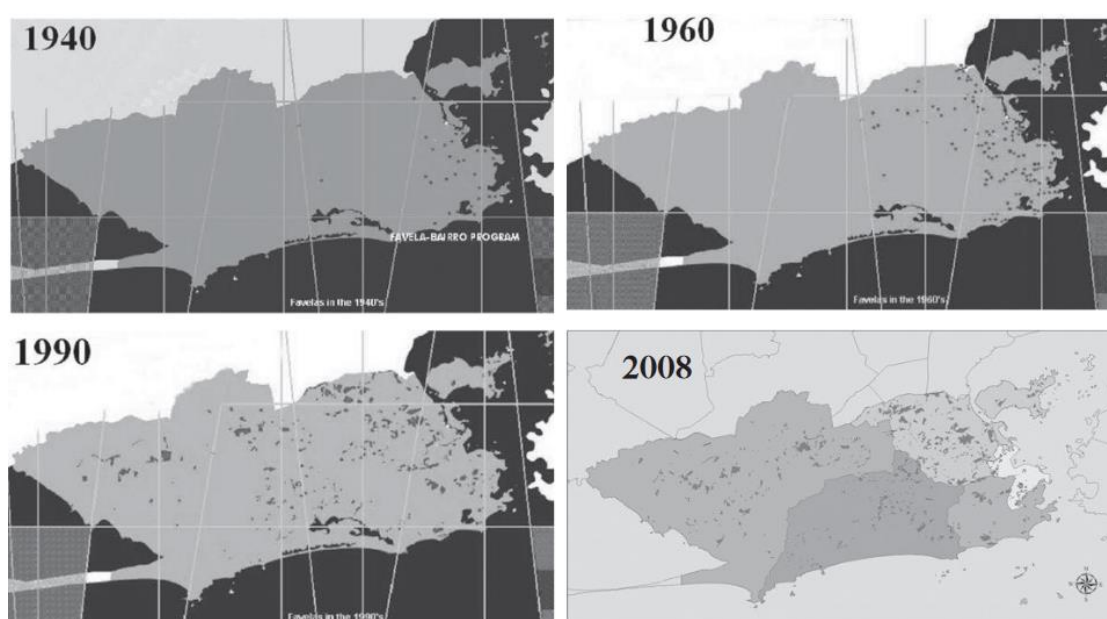 1940
FAVELA-BAIRRO PROGRAM
Favelas in the 1940's
1960
Favelas in the 1960's
1990
Favelas in the 1990's
2008